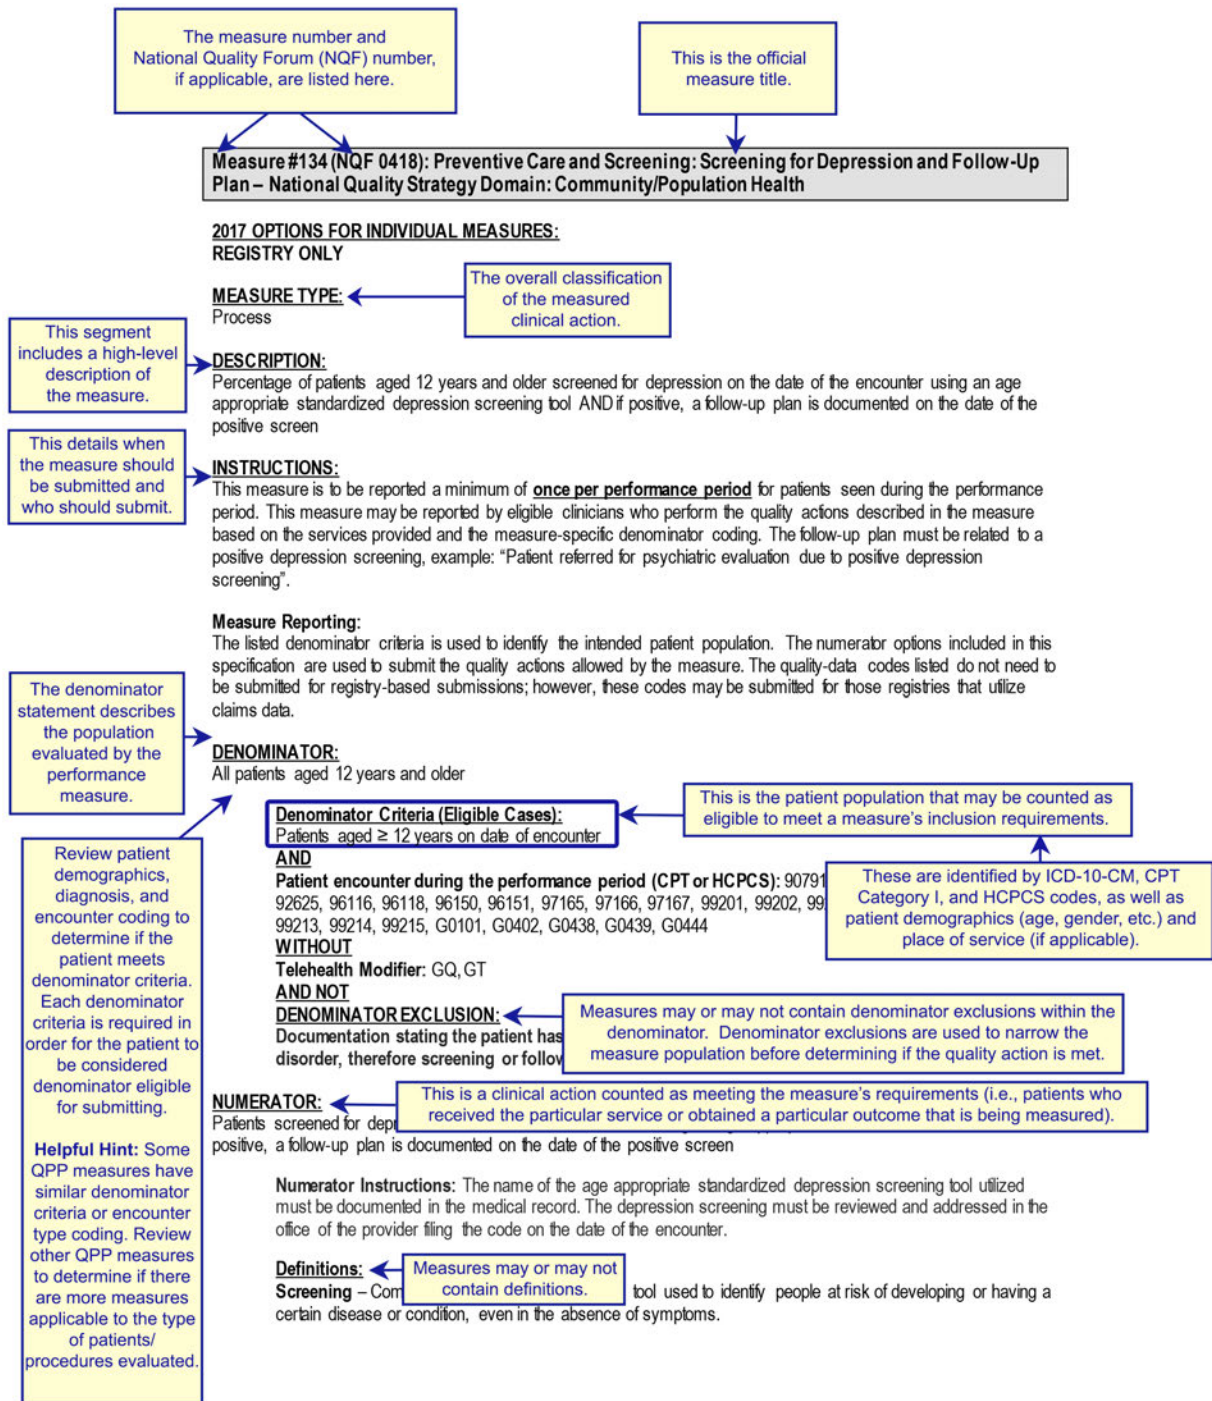 The measure number and
National Quality Forum (NQF) number,
if applicable, are listed here.
This is the official
measure title.
Measure #134 (NQF 0418): Preventive Care and Screening: Screening for Depression and Follow-Up
Plan – National Quality Strategy Domain: Community/Population Health
2017 OPTIONS FOR INDIVIDUAL MEASURES:
REGISTRY ONLY
MEASURE TYPE:
Process
The overall classification
of the measured
clinical action.
This segment
includes a high-level
description of
the measure.
DESCRIPTION:
Percentage of patients aged 12 years and older screened for depression on the date of the encounter using an age
appropriate standardized depression screening tool AND if positive, a follow-up plan is documented on the date of the
positive screen
This details when
the measure should
be submitted and
who should submit.
INSTRUCTIONS:
This measure is to be reported a minimum of once per performance period for patients seen during the performance
period. This measure may be reported by eligible clinicians who perform the quality actions described in the measure
based on the services provided and the measure-specific denominator coding. The follow-up plan must be related to a
positive depression screening, example: “Patient referred for psychiatric evaluation due to positive depression
screening”.
Measure Reporting:
The listed denominator criteria is used to identify the intended patient population. The numerator options included in this
specification are used to submit the quality actions allowed by the measure. The quality-data codes listed do not need to
be submitted for registry-based submissions; however, these codes may be submitted for those registries that utilize
claims data.
The denominator
statement describes
the population
evaluated by the
performance
measure.
DENOMINATOR:
All patients aged 12 years and older
Denominator Criteria (Eligible Cases):
Patients aged ≥ 12 years on date of encounter
This is the patient population that may be counted as
eligible to meet a measure’s inclusion requirements.
AND
Patient encounter during the performance period (CPT or HCPCS): 90791
92625, 96116, 96118, 96150, 96151, 97165, 97166, 97167, 99201, 99202, 99
99213, 99214, 99215, G0101, G0402, G0438, G0439, G0444
These are identified by ICD-10-CM, CPT
Category I, and HCPCS codes, as well as
patient demographics (age, gender, etc.) and
place of service (if applicable).
WITHOUT
Telehealth Modifier: GQ, GT
AND NOT
DENOMINATOR EXCLUSION:
Documentation stating the patient has
disorder, therefore screening or follow
Measures may or may not contain denominator exclusions within the
denominator. Denominator exclusions are used to narrow the
measure population before determining if the quality action is met.
Review patient
demographics,
diagnosis, and
encounter coding to
determine if the
patient meets
denominator criteria.
Each denominator
criteria is required in
order for the patient to
be considered
denominator eligible
for submitting.
Helpful Hint: Some
QPP measures have
similar denominator
criteria or encounter
type coding. Review
other QPP measures
to determine if there
are more measures
applicable to the type
of patients/
procedures evaluated.
NUMERATOR:
This is a clinical action counted as meeting the measure’s requirements (i.e., patients who
received the particular service or obtained a particular outcome that is being measured).
Patients screened for depr
positive, a follow-up plan is documented on the date of the positive screen
Numerator Instructions: The name of the age appropriate standardized depression screening tool utilized
must be documented in the medical record. The depression screening must be reviewed and addressed in the
office of the provider filing the code on the date of the encounter.
Definitions:
Measures may or may not
contain definitions.
Screening – Com tool used to identify people at risk of developing or having a
certain disease or condition, even in the absence of symptoms.